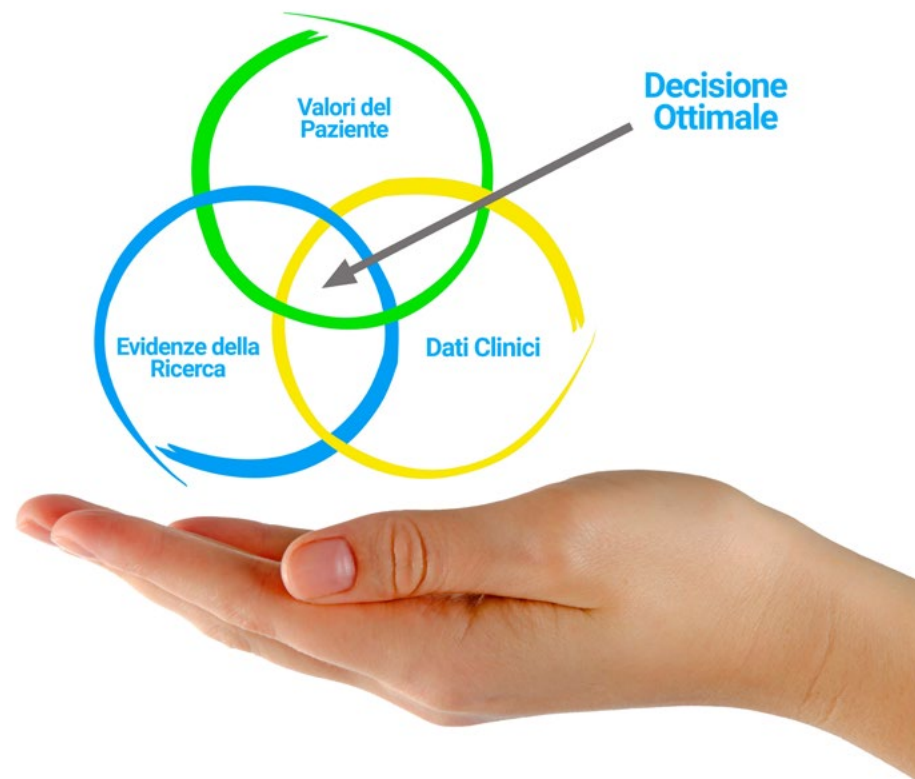 Valori del
Paziente
Decisione
Ottimale
Evidenze della
Ricerca
Dati Clinici